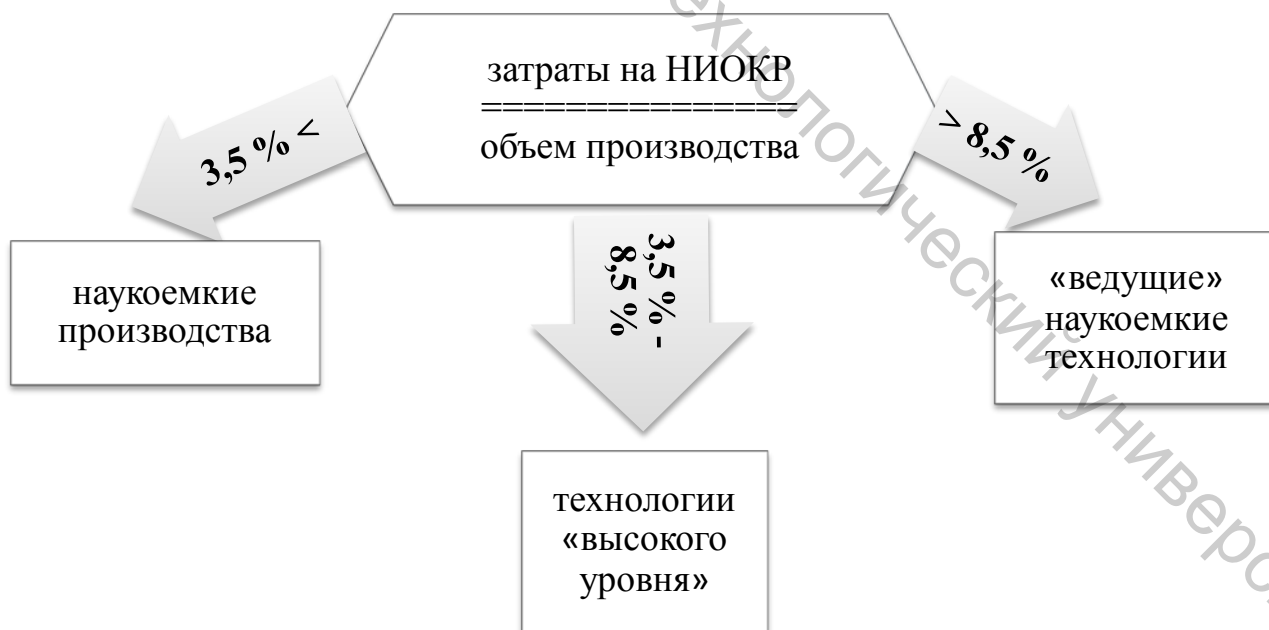 затраты на НИОКР
===============
объем производства
3,5 % <
3,5 % -
8,5 %
> 8,5 %
наукоемкие
производства
технологии
«высокого
уровня»
«ведущие»
наукоемкие
технологии